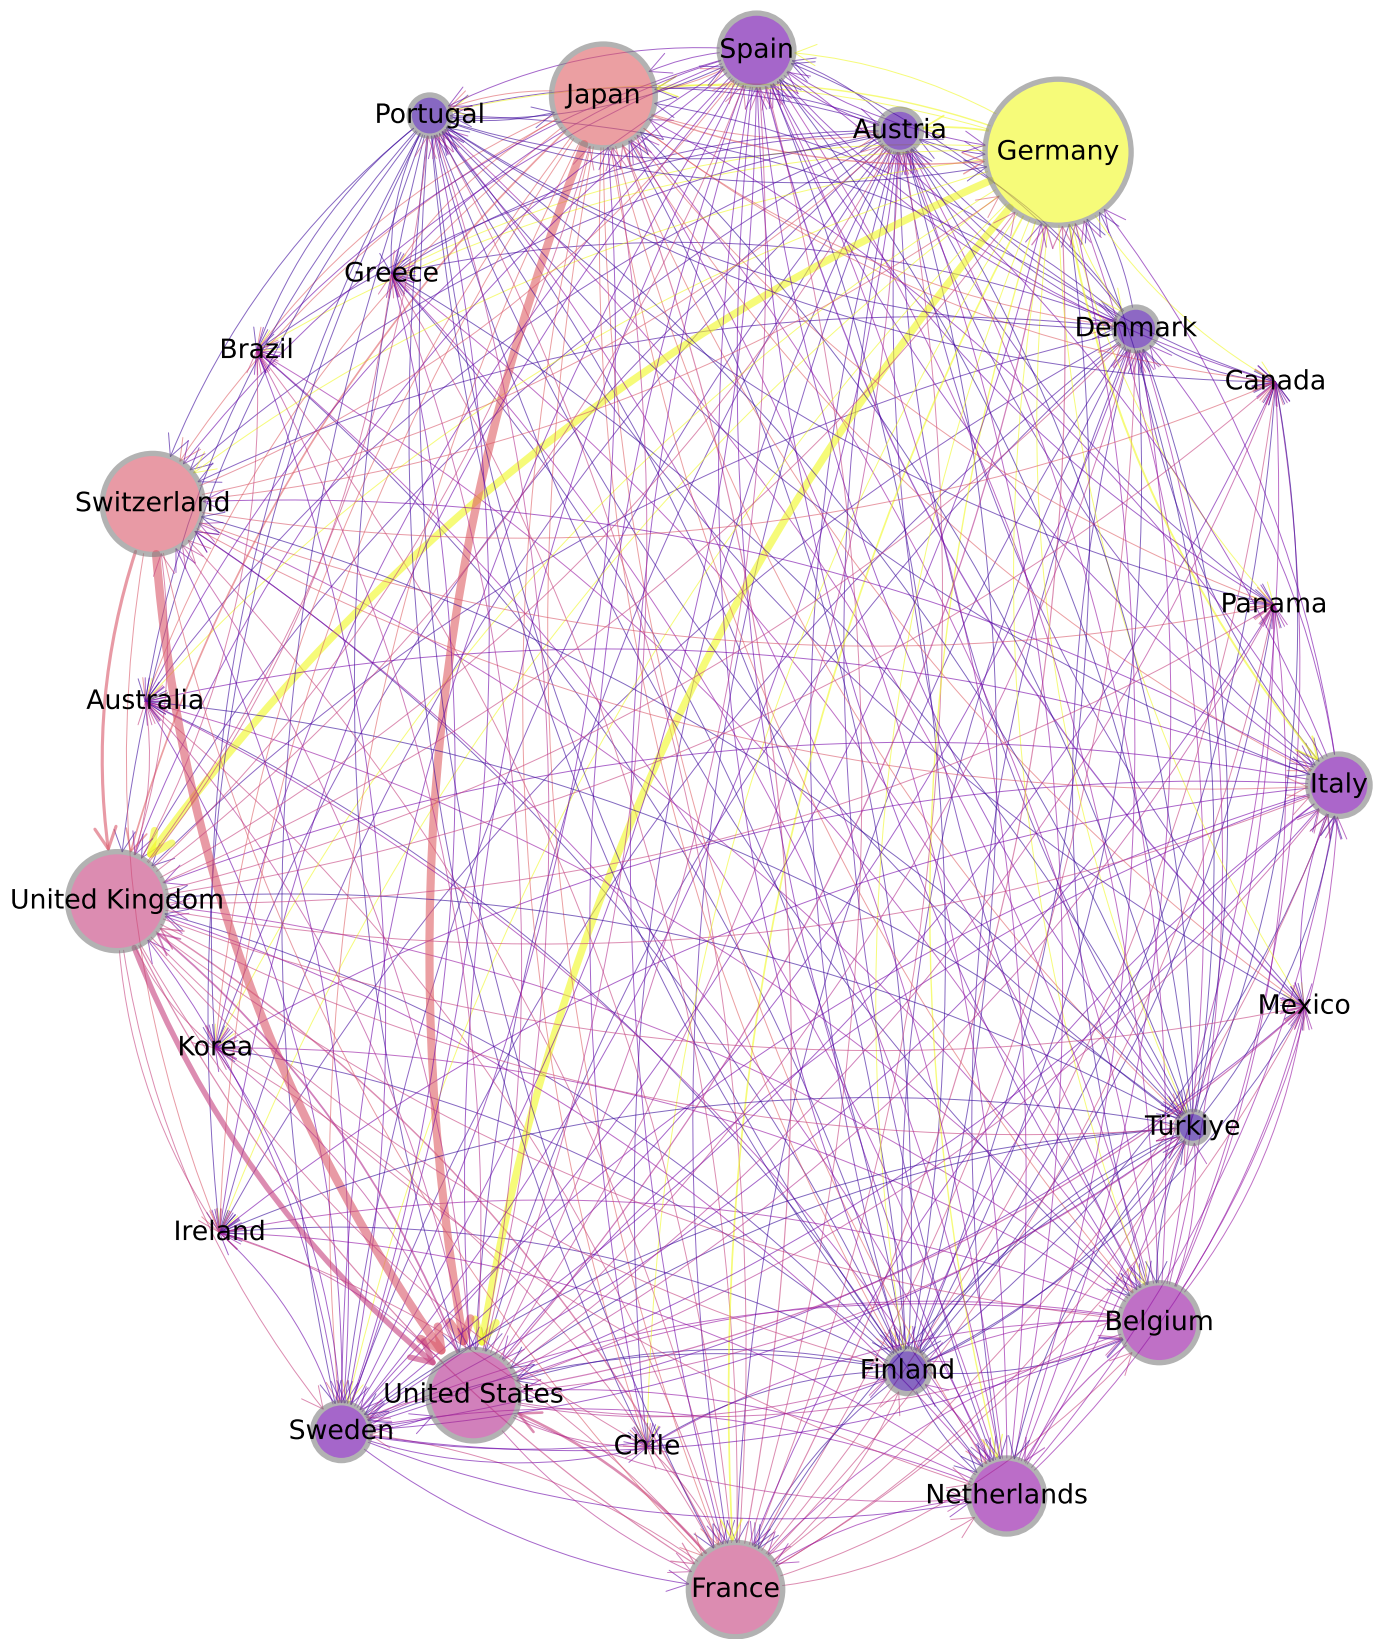 Spain
Japan
Portugal
Austria
Germany
Greece
Denmark
Brazil
Canada
Switzerland
Panama
Australia
Italy
United Kingdom
Mexico
Korea
Türkiye
Ireland
Belgium
Finland
United States
Sweden
Chile
Netherlands
France